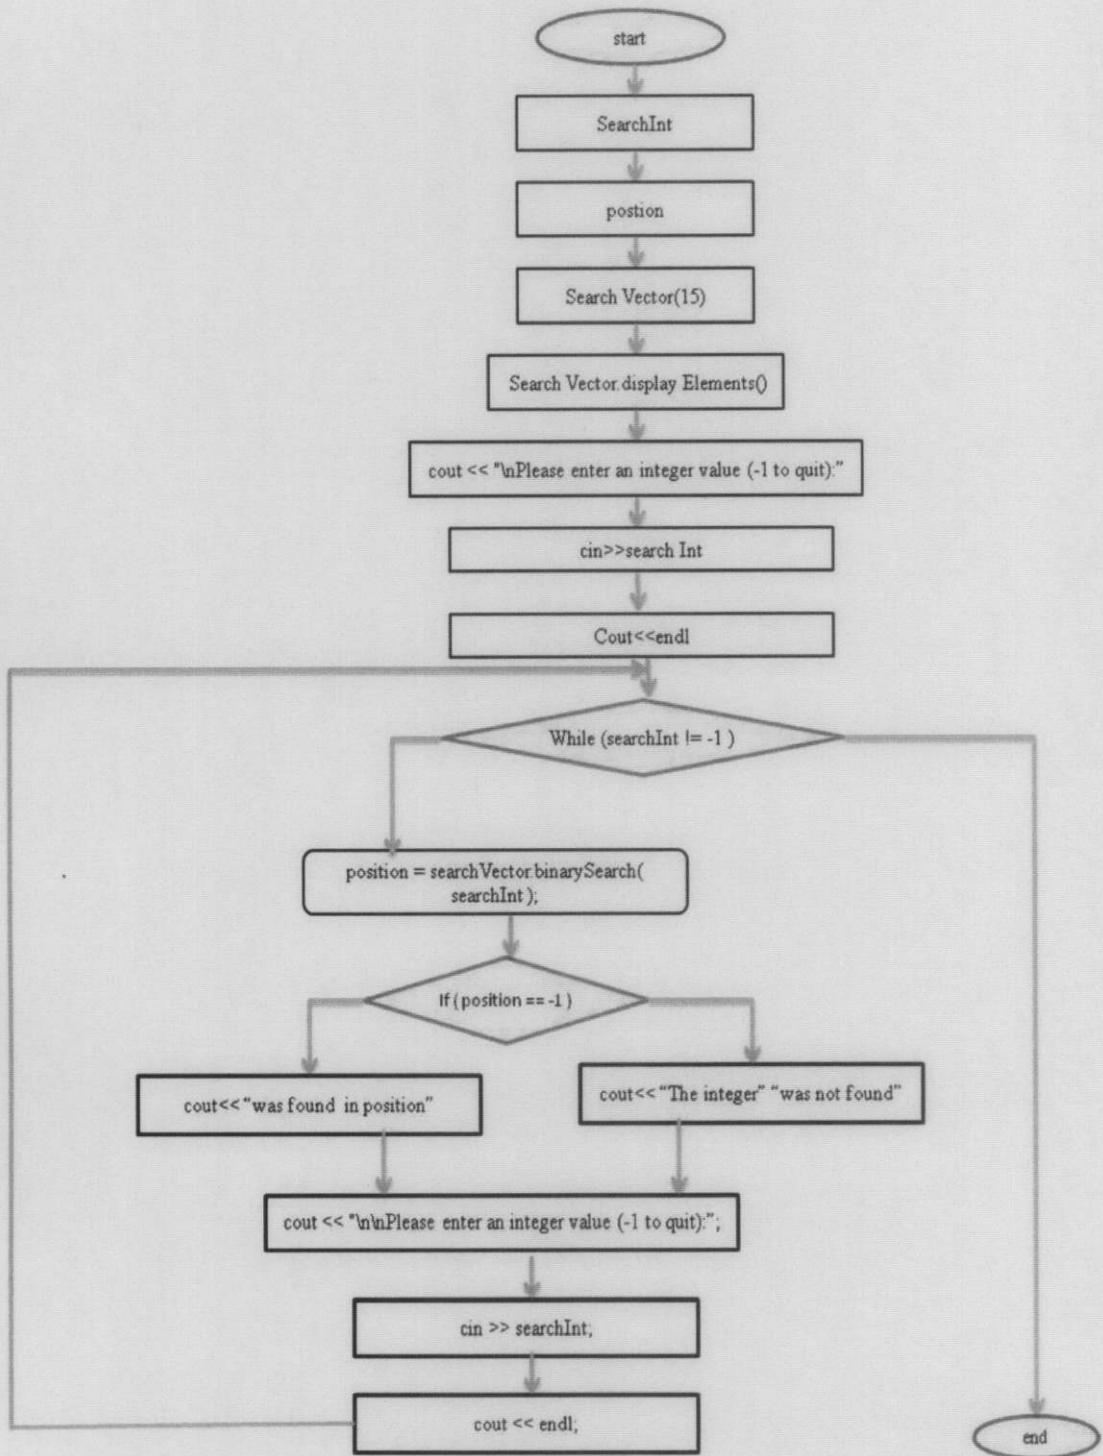 start
SearchInt
postion
Search Vector(15)
Search Vector.display Elements()
cout << "\nPlease enter an integer value (-1 to quit):"
cin>>search Int
Cout<<endl
While (searchInt != -1 )
position = searchVector.binarySearch(
searchInt );
If ( position == -1 )
cout<< “was found in position”
cout<< “The integer” “was not found”
cout << "\n\nPlease enter an integer value (-1 to quit):";
cin >> searchInt;
cout << endl;
end